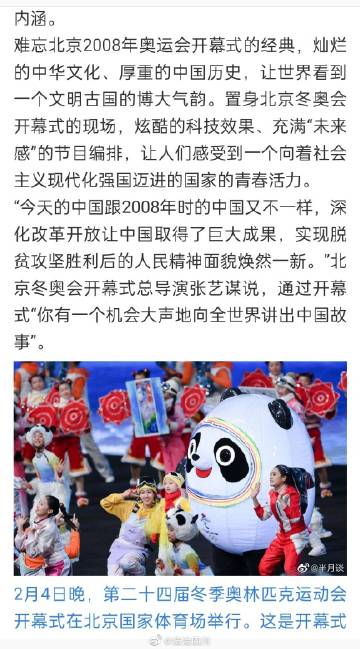 内涵。
难忘北京2008年奥运会开幕式的经典，灿烂
的中华文化、厚重的中国历史，让世界看到
一个文明古国的博大气韵。置身北京冬奥会
开幕式的现场，炫酷的科技效果、充满“未来
感”的节目编排，让人们感受到一个向着社会
主义现代化强国迈进的国家的青春活力。
“今天的中国跟2008年时的中国又不一样，深
化改革开放让中国取得了巨大成果，实现脱
贫攻坚胜利后的人民精神面貌焕然一新。”北
京冬奥会开幕式总导演张艺谋说，通过开幕
式“你有一个机会大声地向全世界讲出中国故
事”。
@半月谈
2月4日晚，第二十四届冬季奥林匹克运动会
开幕式在北京国家体育场举行。这是开幕式